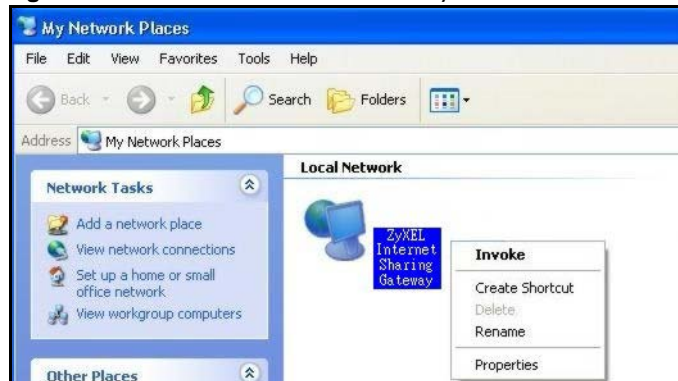 My Network Places
File Edit View Favorites Tools Help
Back Search Folders
Address My Network Places
Network Tasks
Add a network place
View network connections
Set up a home or small
office network
View workgroup computers
Other Places
Local Network
ZyXEL
Internet
Sharing
Gateway
Invoke
Create Shortcut
Delete
Rename
Properties